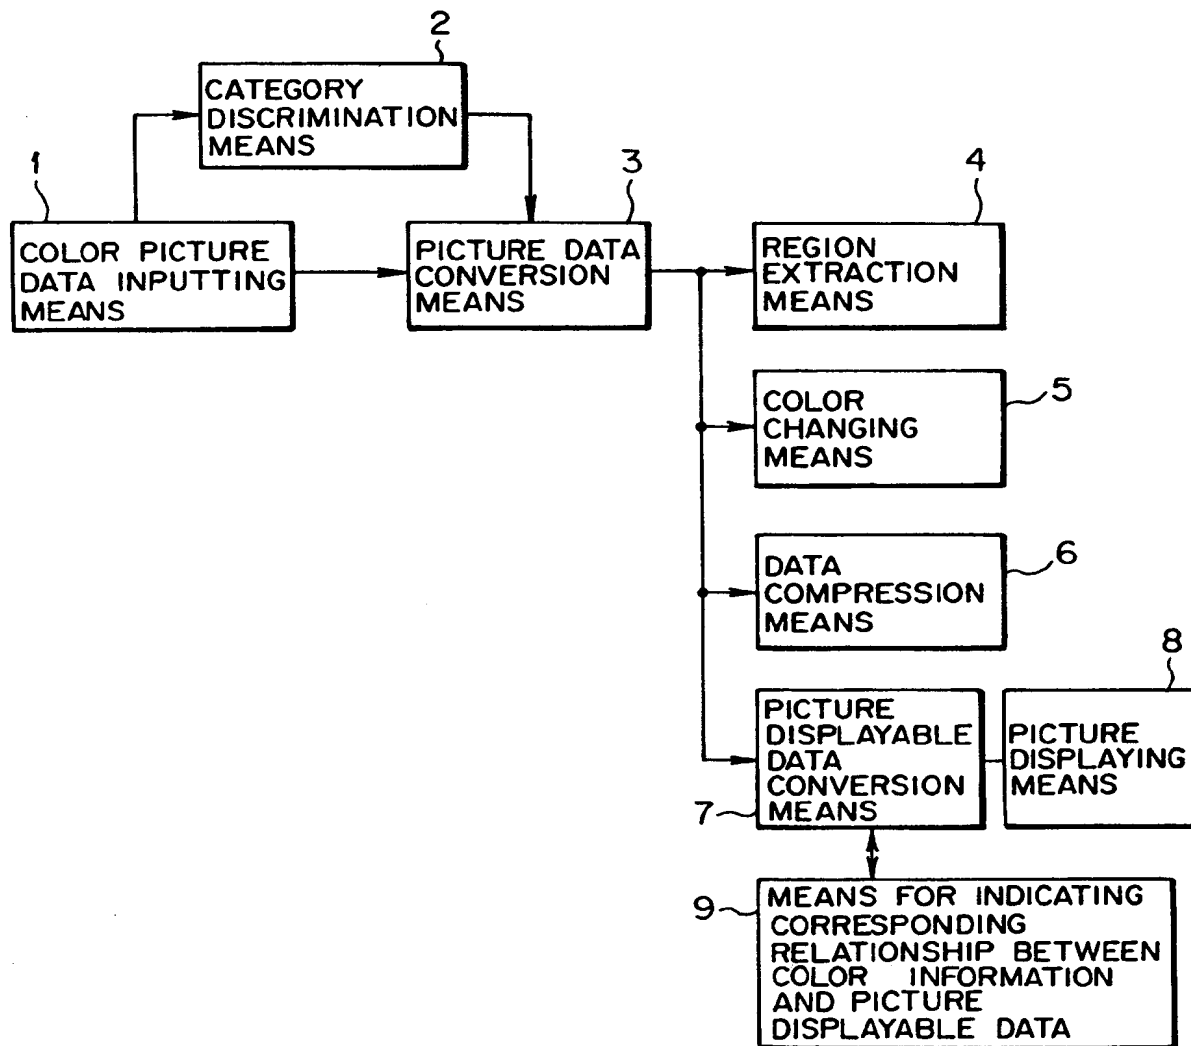 2
CATEGORY
DISCRIMINATION
MEANS
1
COLOR PICTURE
DATA INPUTTING
MEANS
3
PICTURE DATA
CONVERSION
MEANS
4
REGION
EXTRACTION
MEANS
5
COLOR
CHANGING
MEANS
6
DATA
COMPRESSION
MEANS
7
PICTURE
DISPLAYABLE
DATA
CONVERSION
MEANS
8
PICTURE
DISPLAYING
MEANS
9
MEANS FOR INDICATING
CORRESPONDING
RELATIONSHIP BETWEEN
COLOR INFORMATION
AND PICTURE
DISPLAYABLE DATA